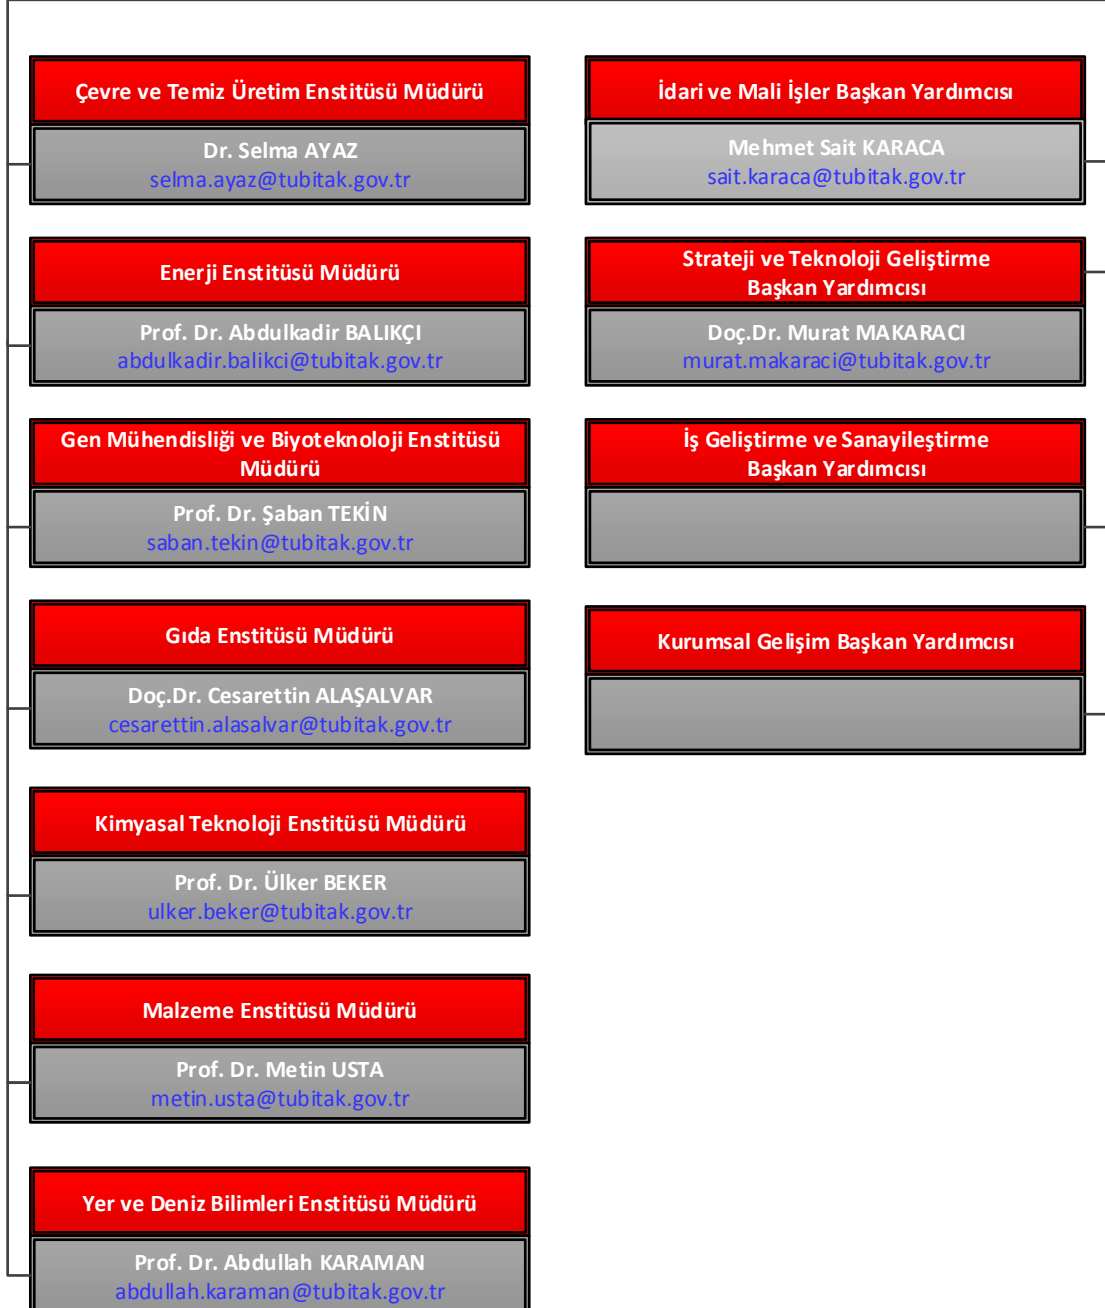 Çevre ve Temiz Üretim Enstitüsü Müdürü
Dr. Selma AYAZ
selma.ayaz@tubitak.gov.tr
Enerji Enstitüsü Müdürü
Prof. Dr. Abdulkadir BALIKÇI
abdulkadir.balikci@tubitak.gov.tr
Gen Mühendisliği ve Biyoteknoloji Enstitüsü
Müdürü
Prof. Dr. Şaban TEKİN
saban.tekin@tubitak.gov.tr
Gıda Enstitüsü Müdürü
Doç.Dr. Cesarettin ALAŞALVAR
cesarettin.alasalvar@tubitak.gov.tr
Kimyasal Teknoloji Enstitüsü Müdürü
Prof. Dr. Ülker BEKER
ulker.beker@tubitak.gov.tr
Malzeme Enstitüsü Müdürü
Prof. Dr. Metin USTA
metin.usta@tubitak.gov.tr
Yer ve Deniz Bilimleri Enstitüsü Müdürü
Prof. Dr. Abdullah KARAMAN
abdullah.karaman@tubitak.gov.tr
İdari ve Mali İşler Başkan Yardımcısı
Mehmet Sait KARACA
sait.karaca@tubitak.gov.tr
Strateji ve Teknoloji Geliştirme
Başkan Yardımcısı
Doç.Dr. Murat MAKARACI
murat.makaraci@tubitak.gov.tr
İş Geliştirme ve Sanayileştirme
Başkan Yardımcısı
Kurumsal Gelişim Başkan Yardımcısı